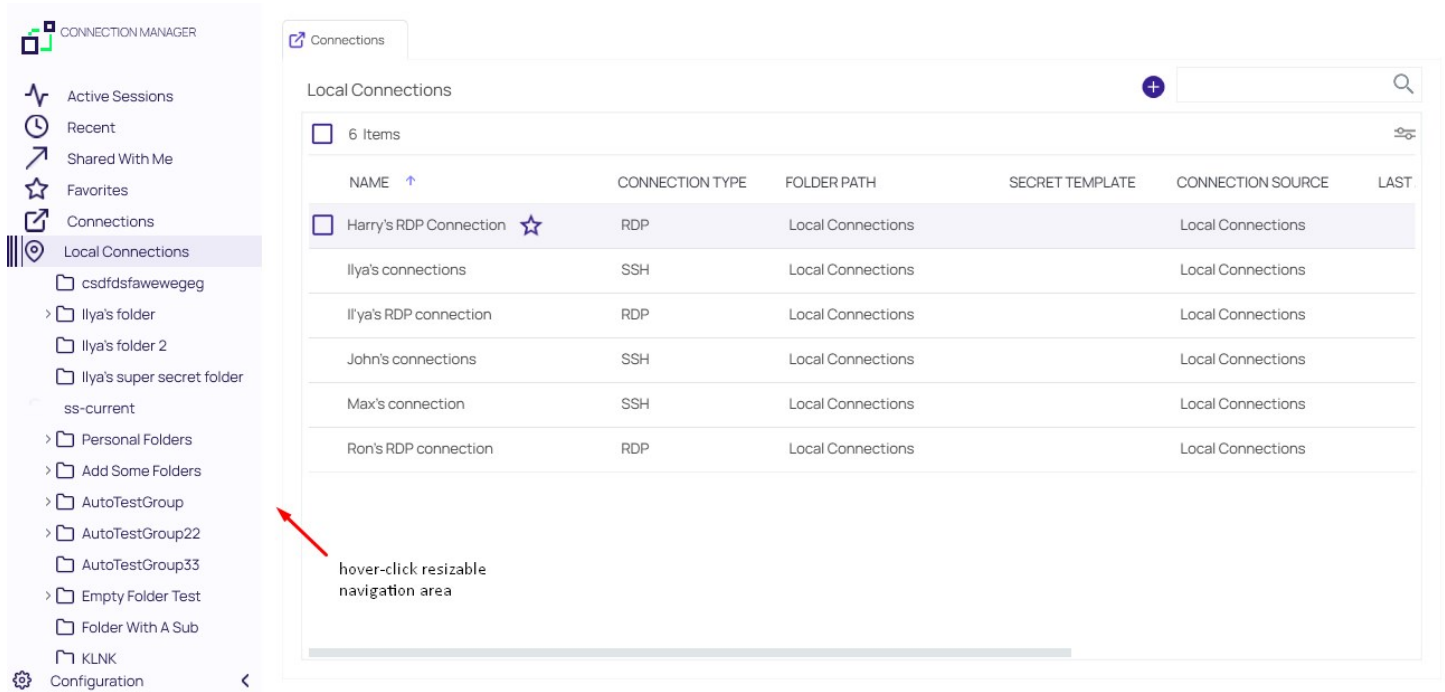 CONNECTION MANAGER
Active Sessions
Recent
Shared With Me
Favorites
Connections
Local Connections
csdfdsfawewegeg
Ilya's folder
Ilya's folder 2
Ilya's super secret folder
ss-current
Personal Folders
Add Some Folders
AutoTestGroup
AutoTestGroup22
AutoTestGroup33
Empty Folder Test
Folder With A Sub
KLNK
Configuration
Connections
Local Connections
6 Items
NAME CONNECTION TYPE FOLDER PATH SECRET TEMPLATE CONNECTION SOURCE LAST
Harry's RDP Connection RDP Local Connections Local Connections
Ilya's connections SSH Local Connections Local Connections
Il'ya's RDP connection RDP Local Connections Local Connections
John's connections SSH Local Connections Local Connections
Max's connection SSH Local Connections Local Connections
Ron's RDP connection RDP Local Connections Local Connections
hover-click resizable
navigation area